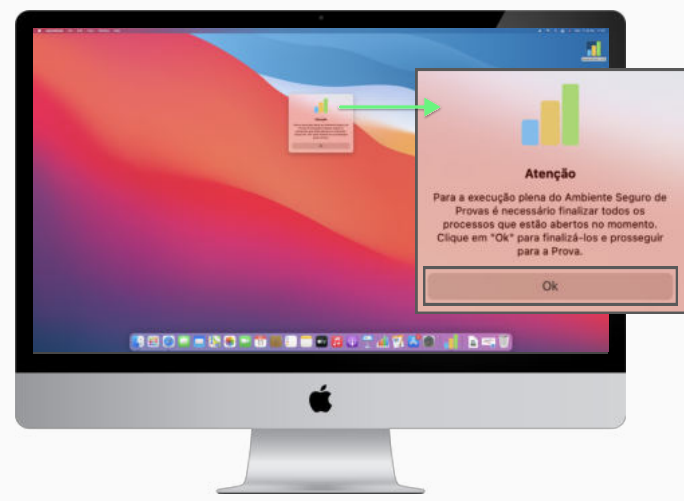 Atenção
Para a execução plena do Ambiente Seguro de
Provas é necessário finalizar todos os
processos que estão abertos no momento.
Clique em "Ok" para finalizá-los e prosseguir
para a Prova.
Ok